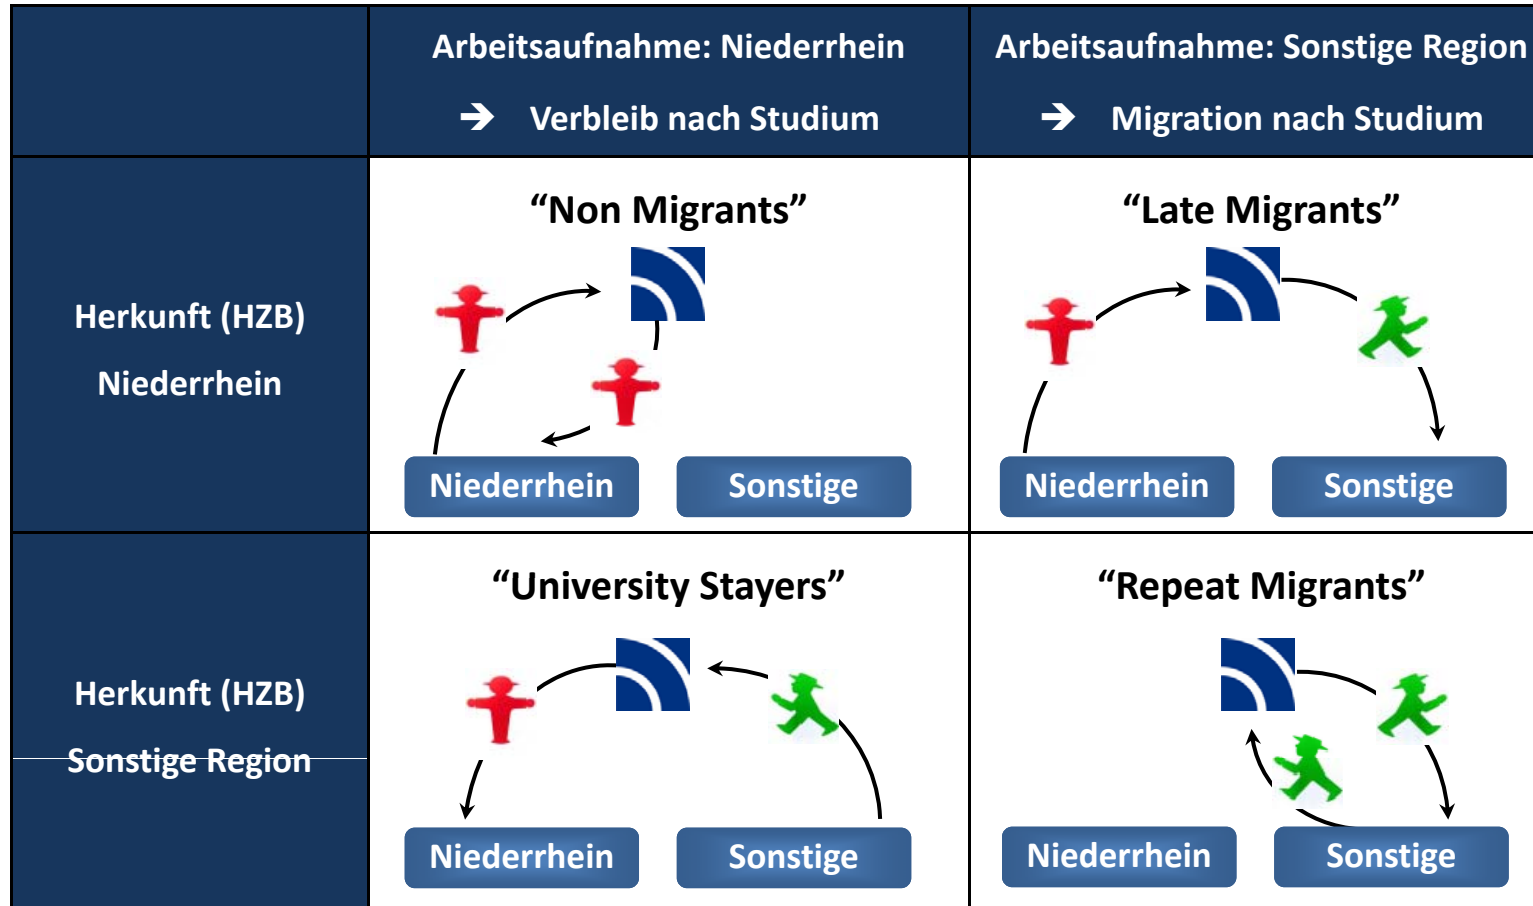 Arbeitsaufnahme: Niederrhein
➔ Verbleib nach Studium
Arbeitsaufnahme: Sonstige Region
➔ Migration nach Studium
Herkunft (HZB)
Niederrhein
“Non Migrants”
Niederrhein
Sonstige
“Late Migrants”
Niederrhein
Sonstige
Herkunft (HZB)
Sonstige Region
“University Stayers”
Niederrhein
Sonstige
“Repeat Migrants”
Niederrhein
Sonstige